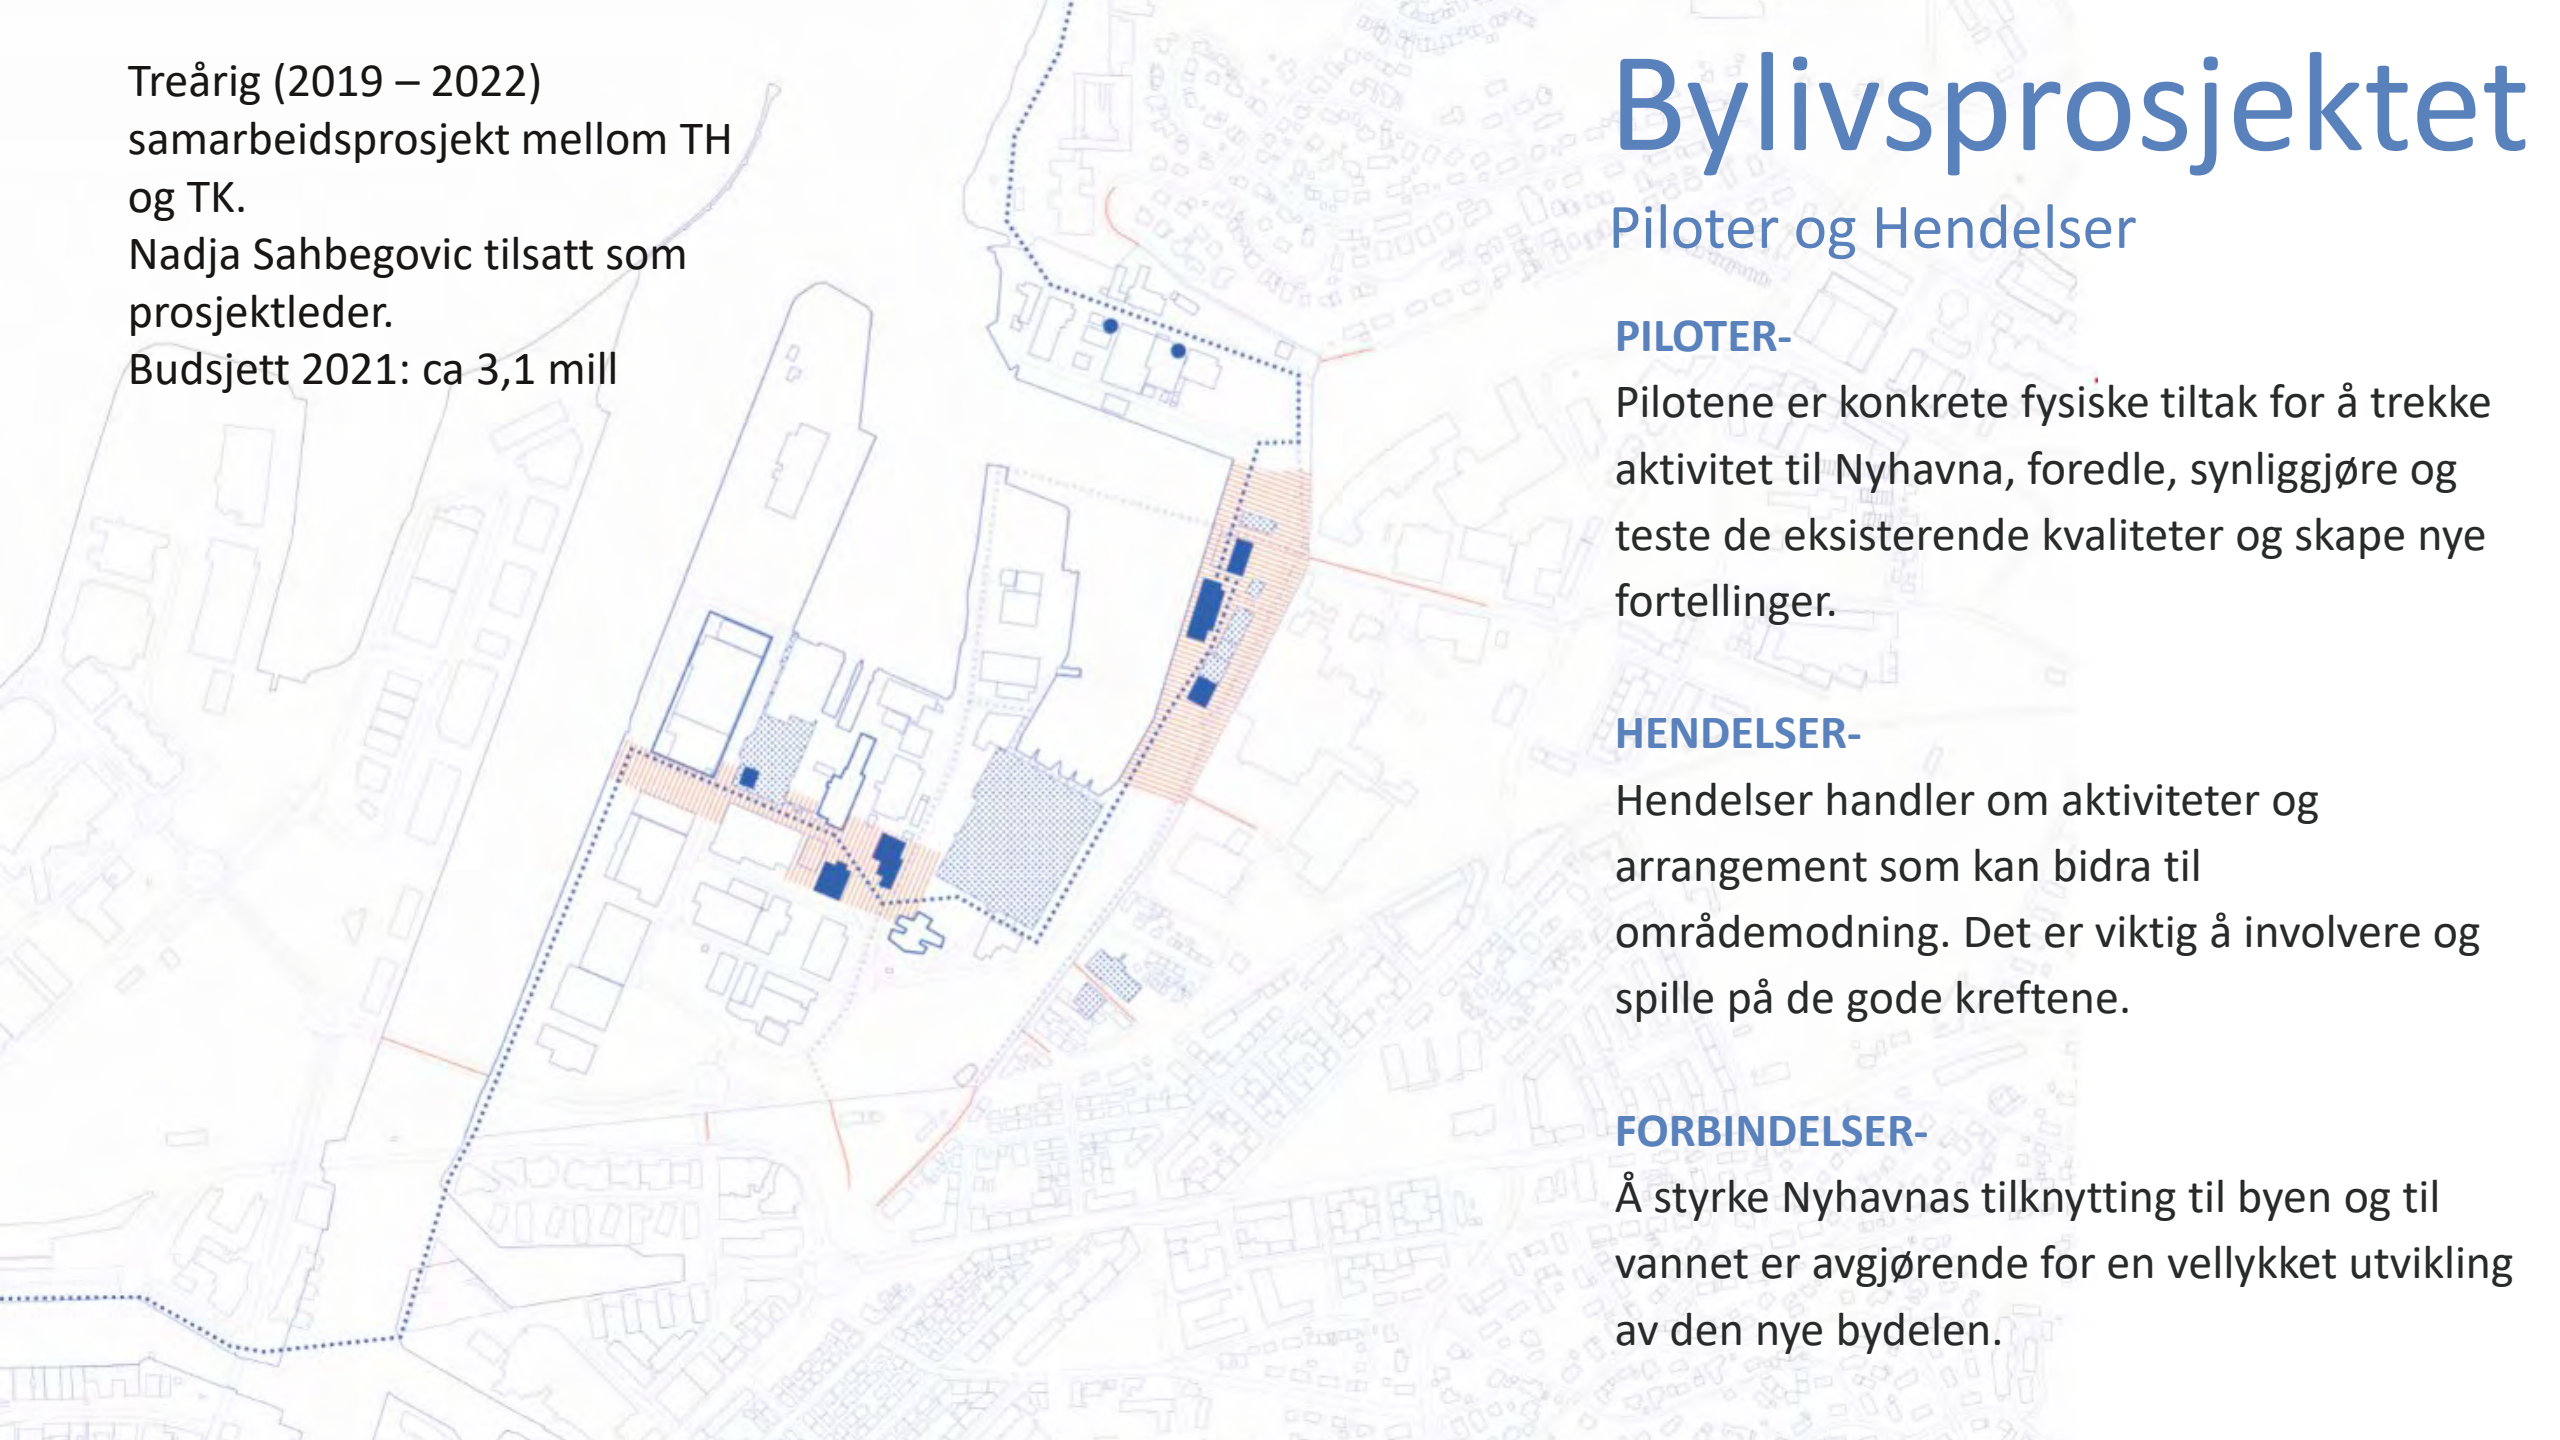 Treårig (2019 – 2022)
samarbeidsprosjekt mellom TH
og TK.
Nadja Sahbegovic tilsatt som
prosjektleder.
Budsjett 2021: ca 3,1 mill
Bylivsprosjektet
Piloter og Hendelser
PILOTER-
Pilotene er konkrete fysiske tiltak for å trekke
aktivitet til Nyhavna, foredle, synliggjøre og
teste de eksisterende kvaliteter og skape nye
fortellinger.
HENDELSER-
Hendelser handler om aktiviteter og
arrangement som kan bidra til
områdemodning. Det er viktig å involvere og
spille på de gode kreftene.
FORBINDELSER-
Å styrke Nyhavnas tilknytting til byen og til
vannet er avgjørende for en vellykket utvikling
av den nye bydelen.